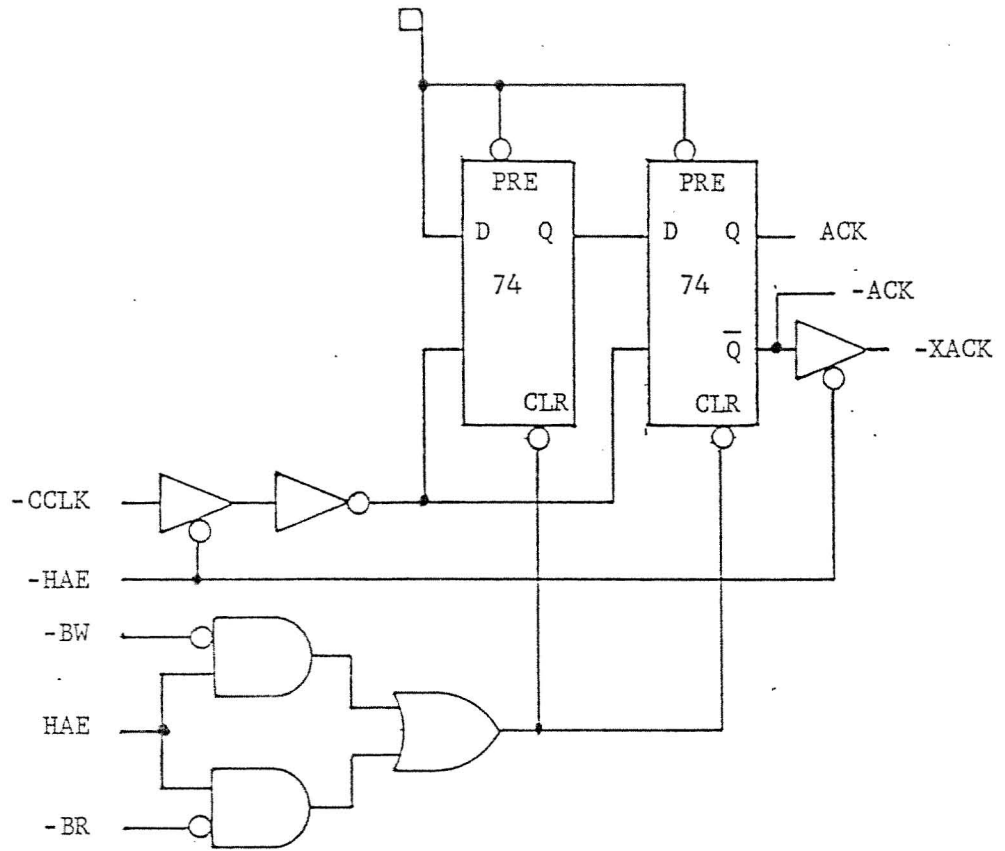 PRE
PRE
D Q
D Q
ACK
74
74
-ACK
Q
-XACK
CLR
CLR
-CCLK
-HAE
-BW
HAE
-BR